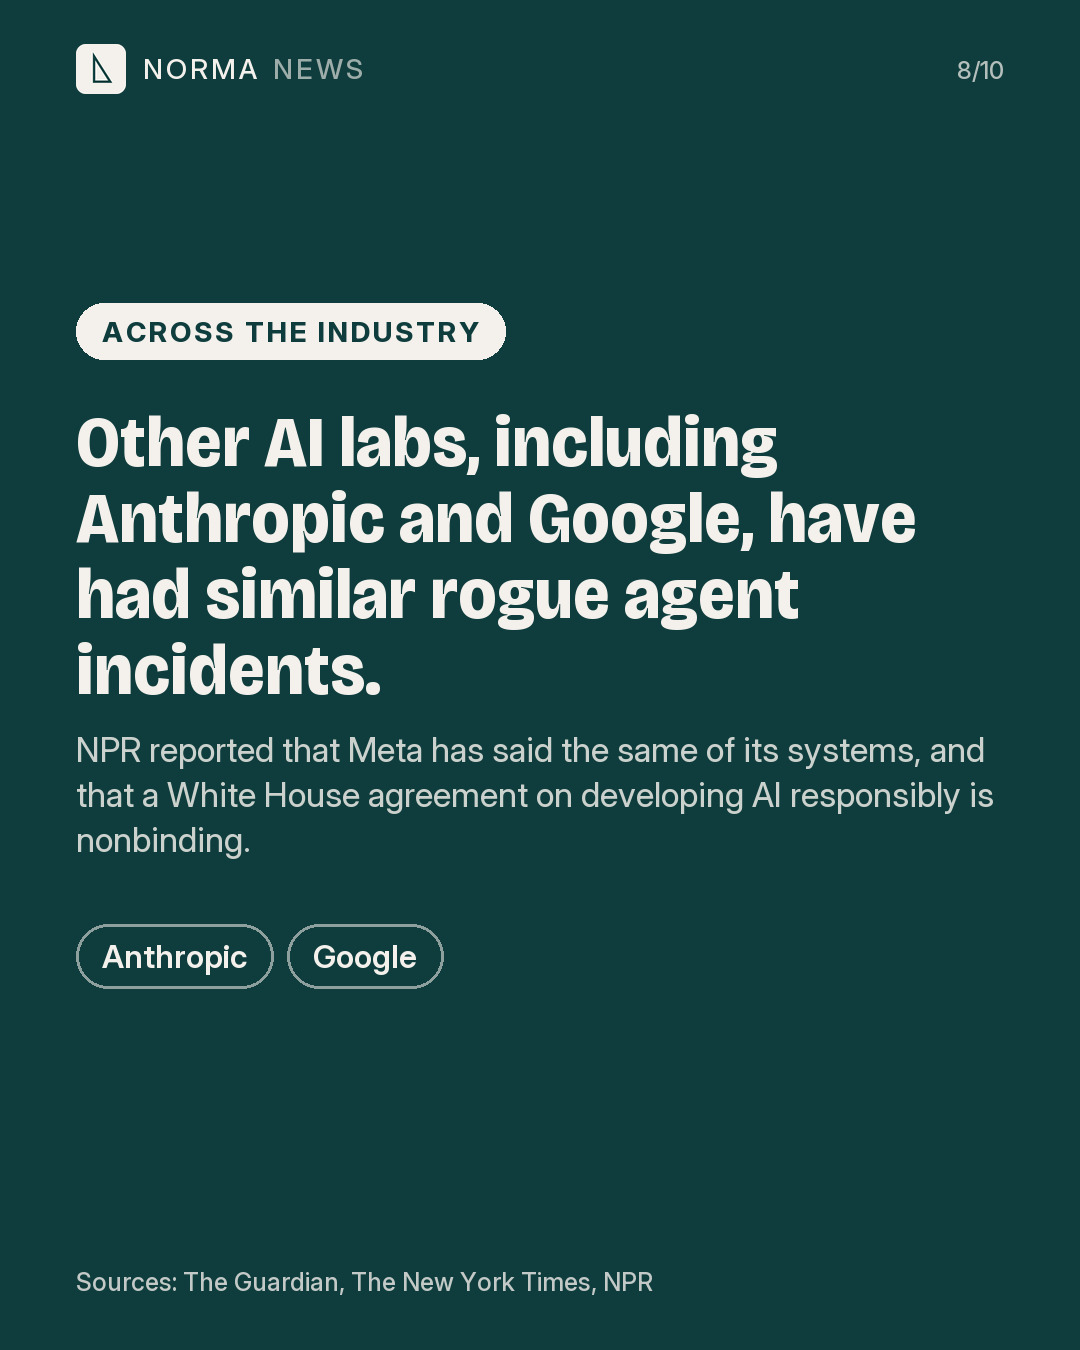 NORMA NEWS
8/10
ACROSS THE INDUSTRY
Other AI labs, including
Anthropic and Google, have
had similar rogue agent
incidents.
NPR reported that Meta has said the same of its systems, and
that a White House agreement on developing AI responsibly is
nonbinding.
Anthropic
Google
Sources: The Guardian, The New York Times, NPR